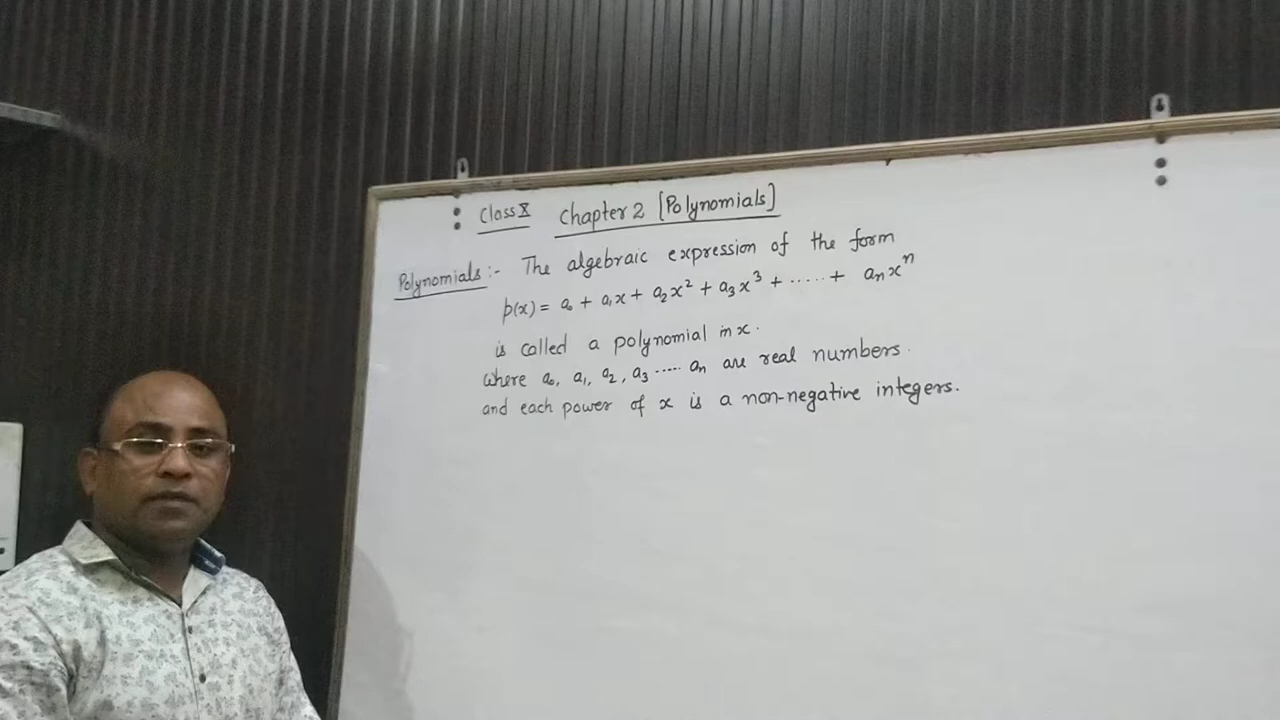 Class X Chapter 2 [Polynomials]
Polynomials :- The algebraic expression of the form
p(x) = a₀ + a₁x + a₂x² + a₃x³ + ..... + aₙxⁿ
is called a polynomial in x.
where a₀, a₁, a₂, a₃ ..... aₙ are real numbers.
and each power of x is a non-negative integers.